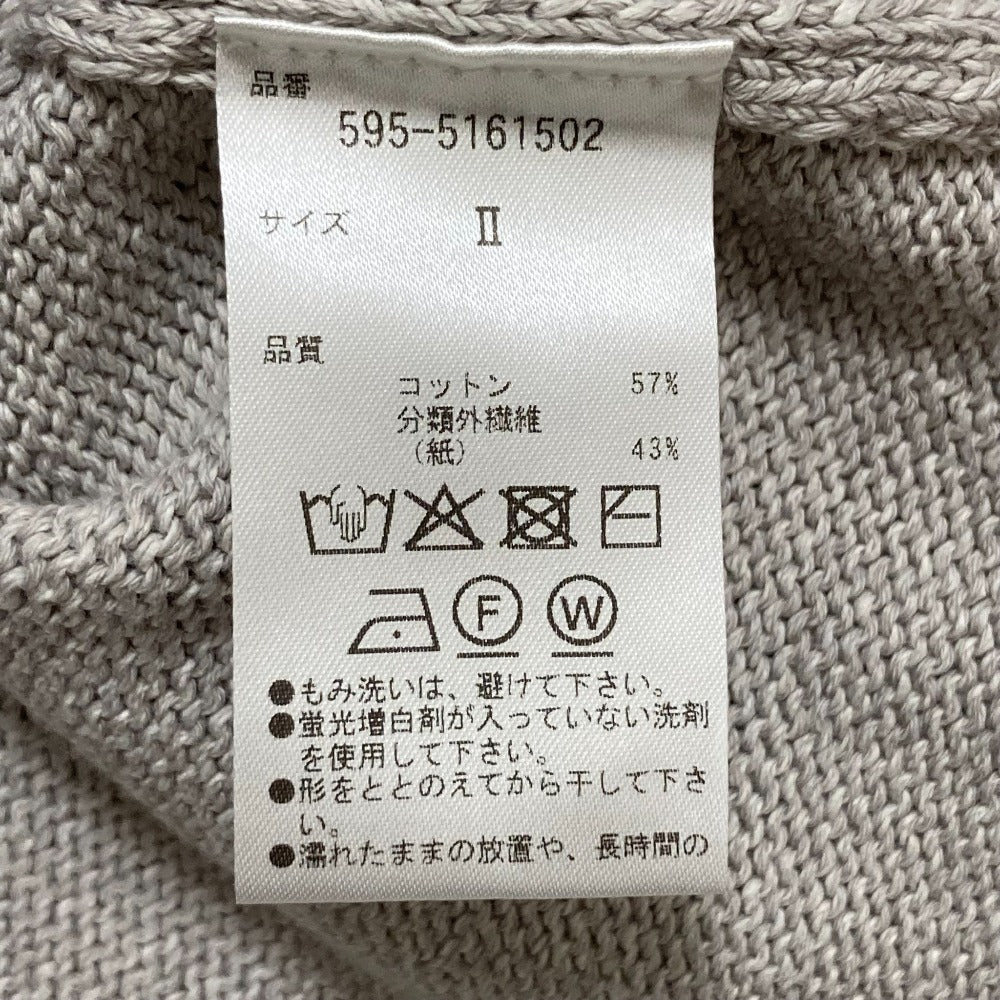 品番
595-5161502
サイズ II
品質
コットン 57%
分類外繊維
(紙) 43%
F W
●もみ洗いは、避けて下さい。
●蛍光増白剤が入っていない洗剤
を使用して下さい。
●形をととのえてから干して下さ
い。
●濡れたままの放置や、長時間の